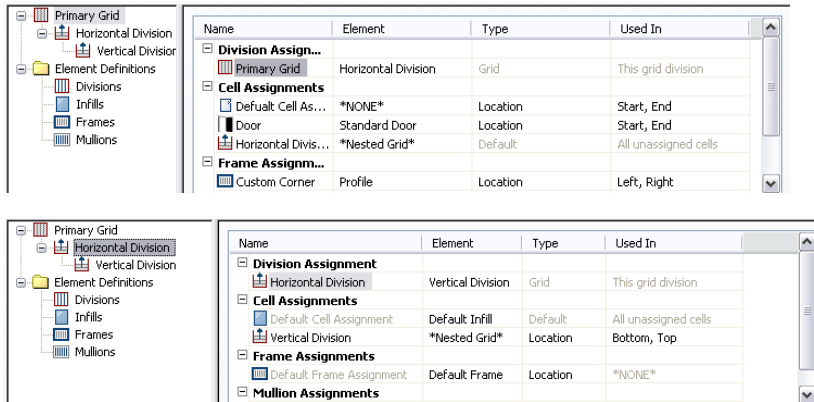 Primary Grid
Horizontal Division
Vertical Division
Element Definitions
Divisions
Infills
Frames
Mullions
Name Element Type Used In
Division Assign...
Primary Grid Horizontal Division Grid This grid division
Cell Assignments
Defualt Cell As... *NONE* Location Start, End
Door Standard Door Location Start, End
Horizontal Divis... *Nested Grid* Default All unassigned cells
Frame Assignm...
Custom Corner Profile Location Left, Right
Primary Grid
Horizontal Division
Vertical Division
Element Definitions
Divisions
Infills
Frames
Mullions
Name Element Type Used In
Division Assignment
Horizontal Division Vertical Division Grid This grid division
Cell Assignments
Default Cell Assignment Default Infill Default All unassigned cells
Vertical Division *Nested Grid* Location Bottom, Top
Frame Assignments
Default Frame Assignment Default Frame Location *NONE*
Mullion Assignments